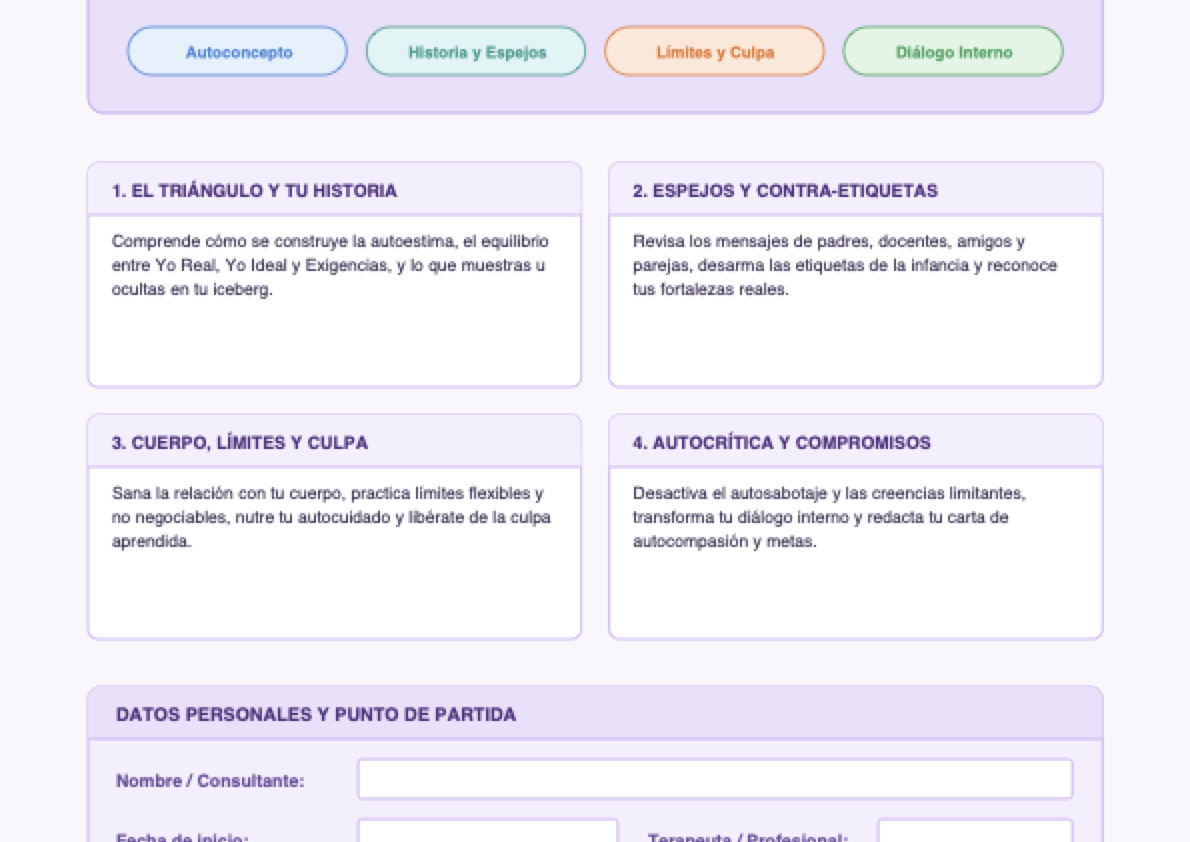 Autoconcepto
Historia y Espejos
Límites y Culpa
Diálogo Interno
1. EL TRIÁNGULO Y TU HISTORIA
Comprende cómo se construye la autoestima, el equilibrio
entre Yo Real, Yo Ideal y Exigencias, y lo que muestras u
ocultas en tu iceberg.
2. ESPEJOS Y CONTRA-ETIQUETAS
Revisa los mensajes de padres, docentes, amigos y
parejas, desarma las etiquetas de la infancia y reconoce
tus fortalezas reales.
3. CUERPO, LÍMITES Y CULPA
Sana la relación con tu cuerpo, practica límites flexibles y
no negociables, nutre tu autocuidado y libérate de la culpa
aprendida.
4. AUTOCRÍTICA Y COMPROMISOS
Desactiva el autosabotaje y las creencias limitantes,
transforma tu diálogo interno y redacta tu carta de
autocompasión y metas.
DATOS PERSONALES Y PUNTO DE PARTIDA
Nombre / Consultante:
Fecha de inicio:
Terapeuta / Profesional: